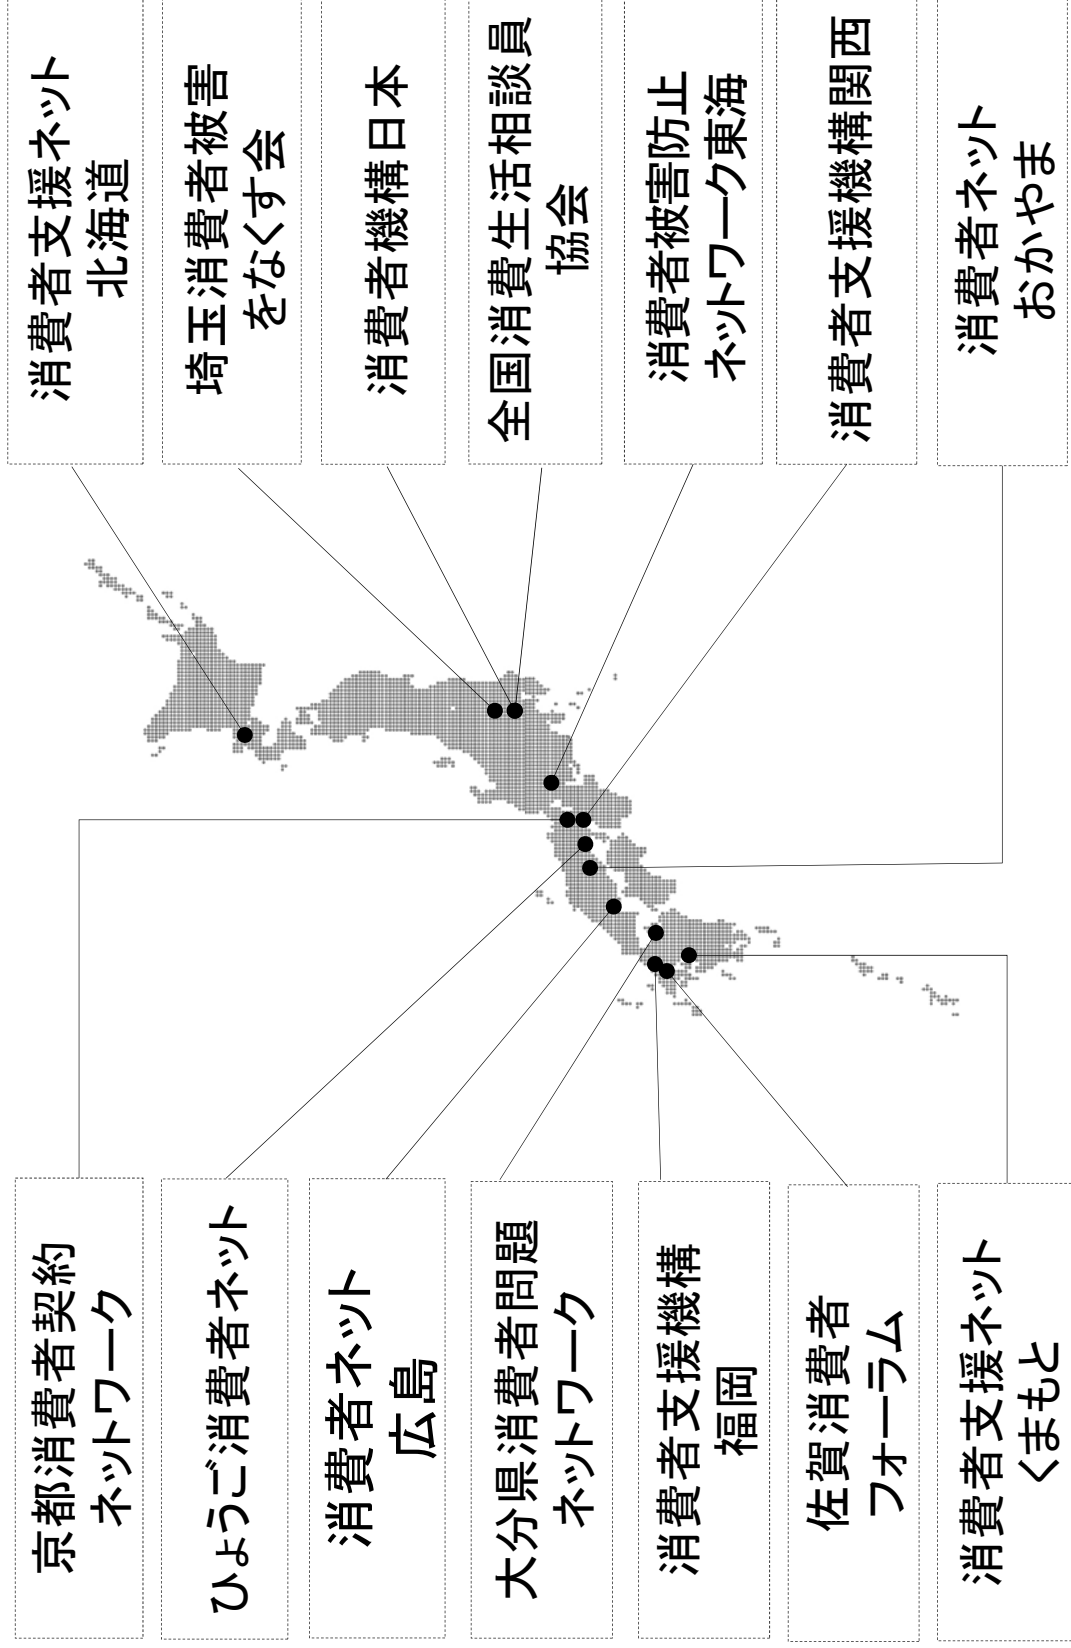 消費者支援ネット
北海道
埼玉消費者被害
をなくす会
消費者機構日本
全国消費生活相談員
協会
消費者被害防止
ネットワーク東海
消費者支援機構関西
消費者ネット
おかやま
京都消費者契約
ネットワーク
ひょうご消費者ネット
消費者ネット
広島
大分県消費者問題
ネットワーク
消費者支援機構
福岡
佐賀消費者
フォーラム
消費者支援ネット
くまもと